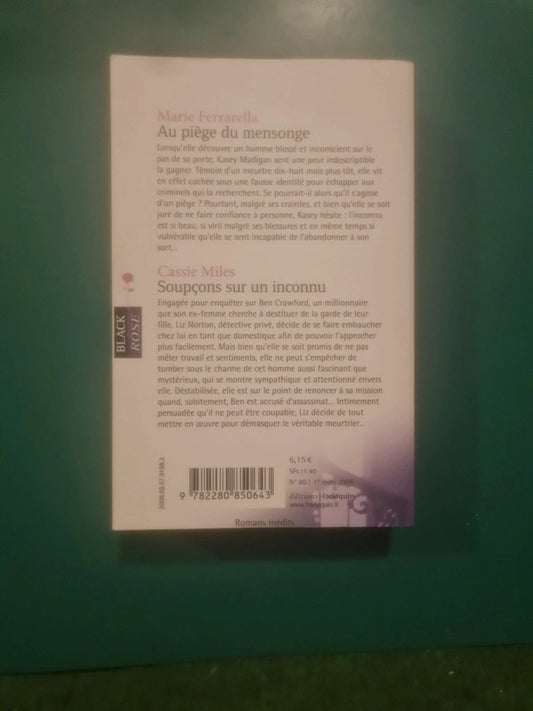 Marie Ferrarella
Au piège du mensonge
Lorsqu'elle découvre un homme blessé et inconscient sur le
pas de sa porte, Kasey Madigan sent une peur indescriptible
la gagner. Témoin d'un meurtre dix-huit mois plus tôt, elle vit
en effet cachée sous une fausse identité pour échapper aux
criminels qui la recherchent. Se pourrait-il alors qu'il s'agisse
d'un piège ? Pourtant, malgré ses craintes, et bien qu'elle se soit
juré de ne faire confiance à personne, Kasey hésite : l'inconnu
est si beau, si viril malgré ses blessures et en même temps si
vulnérable qu'elle se sent incapable de l'abandonner à son
sort...
Cassie Miles
Soupçons sur un inconnu
Engagée pour enquêter sur Ben Crawford, un millionnaire
que son ex-femme cherche à destituer de la garde de leur
fille, Liz Norton, détective privé, décide de se faire embaucher
chez lui en tant que domestique afin de pouvoir l'approcher
plus facilement. Mais bien qu'elle se soit promis de ne pas
mêler travail et sentiments, elle ne peut s'empêcher de
tomber sous le charme de cet homme aussi fascinant que
mystérieux, qui se montre sympathique et attentionné envers
elle. Déstabilisée, elle est sur le point de renoncer à sa mission
quand, subitement, Ben est accusé d'assassinat... Intimement
persuadée qu'il ne peut être coupable, Liz décide de tout
mettre en œuvre pour démasquer le véritable meurtrier...
BLACK
ROSE
6,15 €
SFs 11.40
N° 80 / 1er mars 2009
éditions Harlequin
www.harlequin.fr
9 782280 850643
Romans inédits